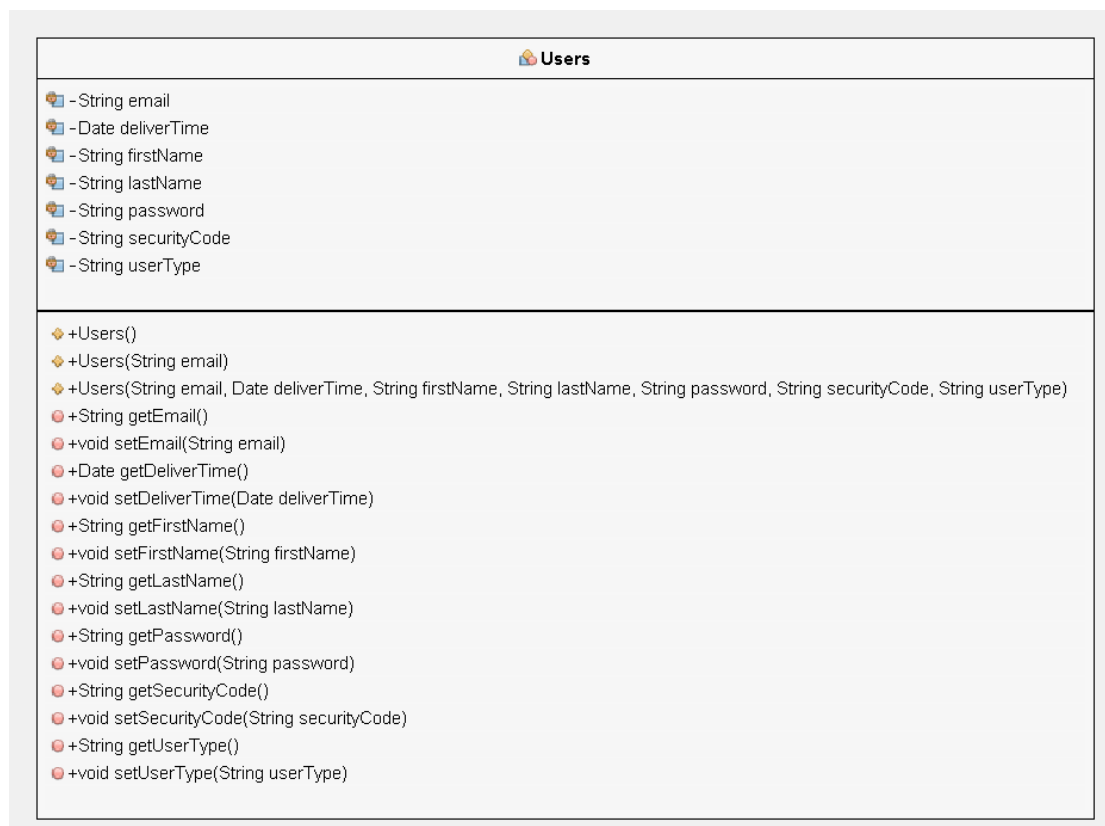 Users
-String email
-Date deliverTime
-String firstName
-String lastName
-String password
-String securityCode
-String userType
+Users()
+Users(String email)
+Users(String email, Date deliverTime, String firstName, String lastName, String password, String securityCode, String userType)
+String getEmail()
+void setEmail(String email)
+Date getDeliverTime()
+void setDeliverTime(Date deliverTime)
+String getFirstName()
+void setFirstName(String firstName)
+String getLastName()
+void setLastName(String lastName)
+String getPassword()
+void setPassword(String password)
+String getSecurityCode()
+void setSecurityCode(String securityCode)
+String getUserType()
+void setUserType(String userType)